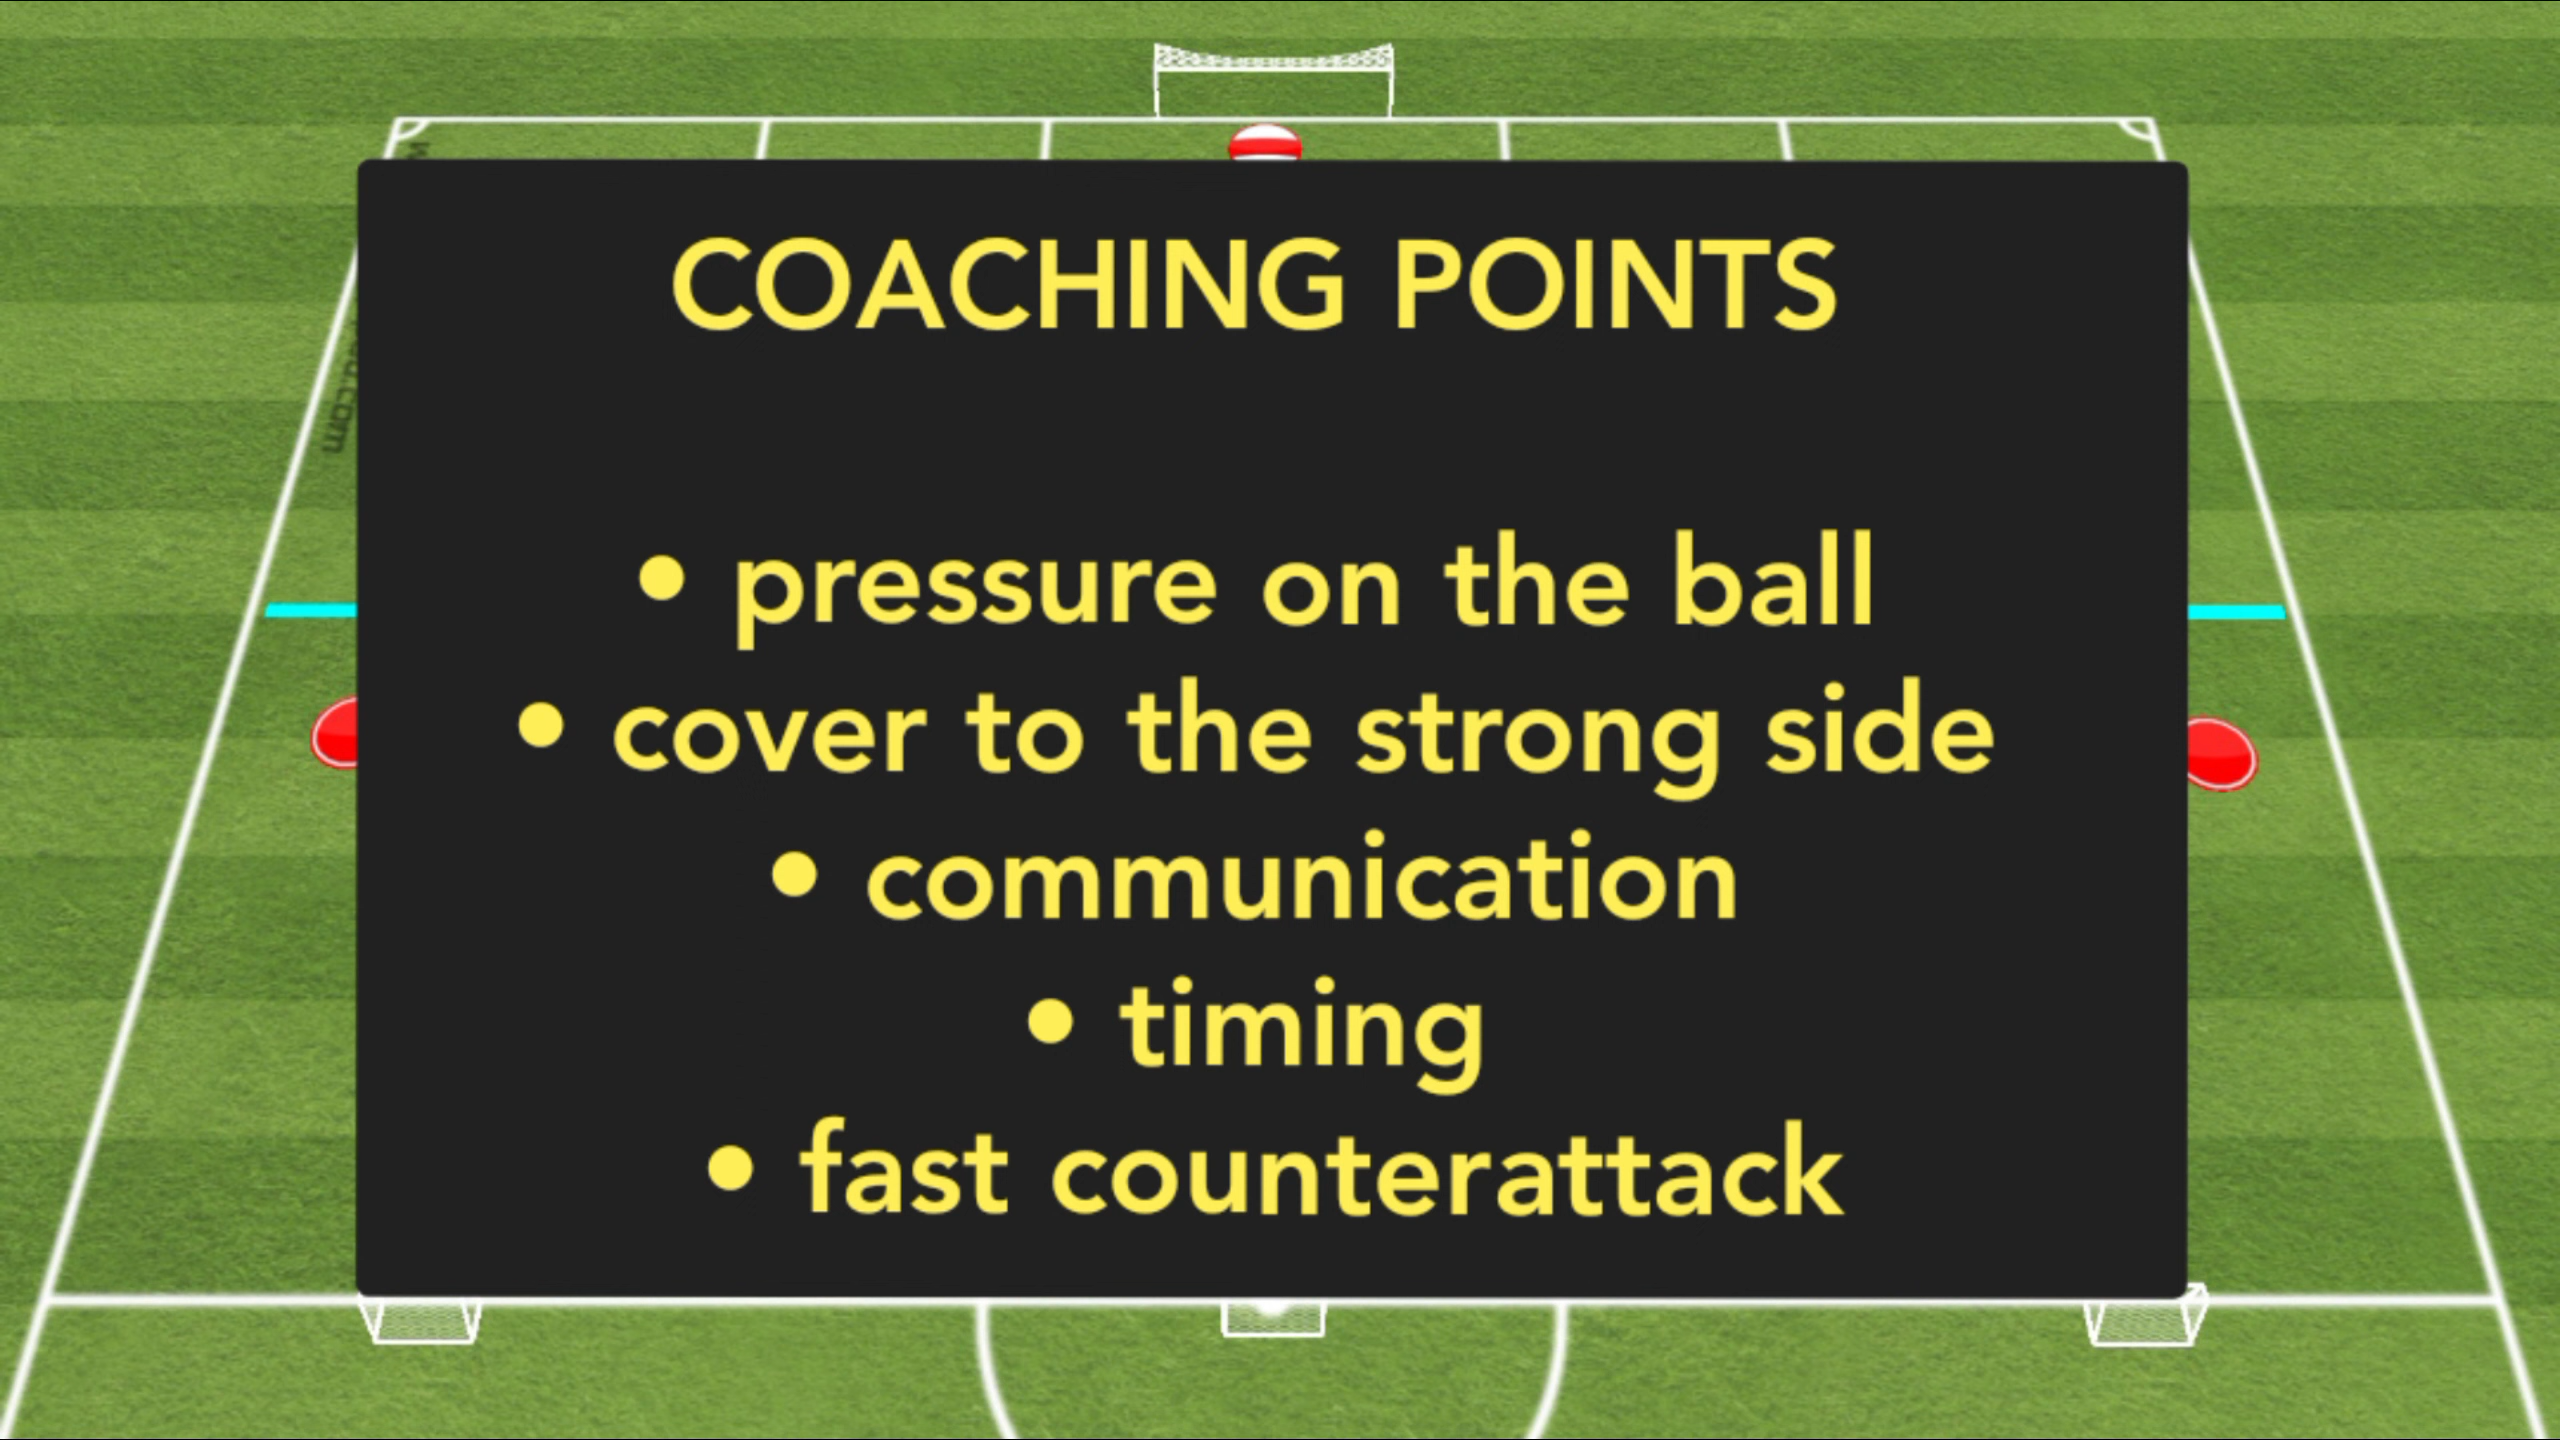 COACHING POINTS
• pressure on the ball
• cover to the strong side
• communication
• timing
• fast counterattack